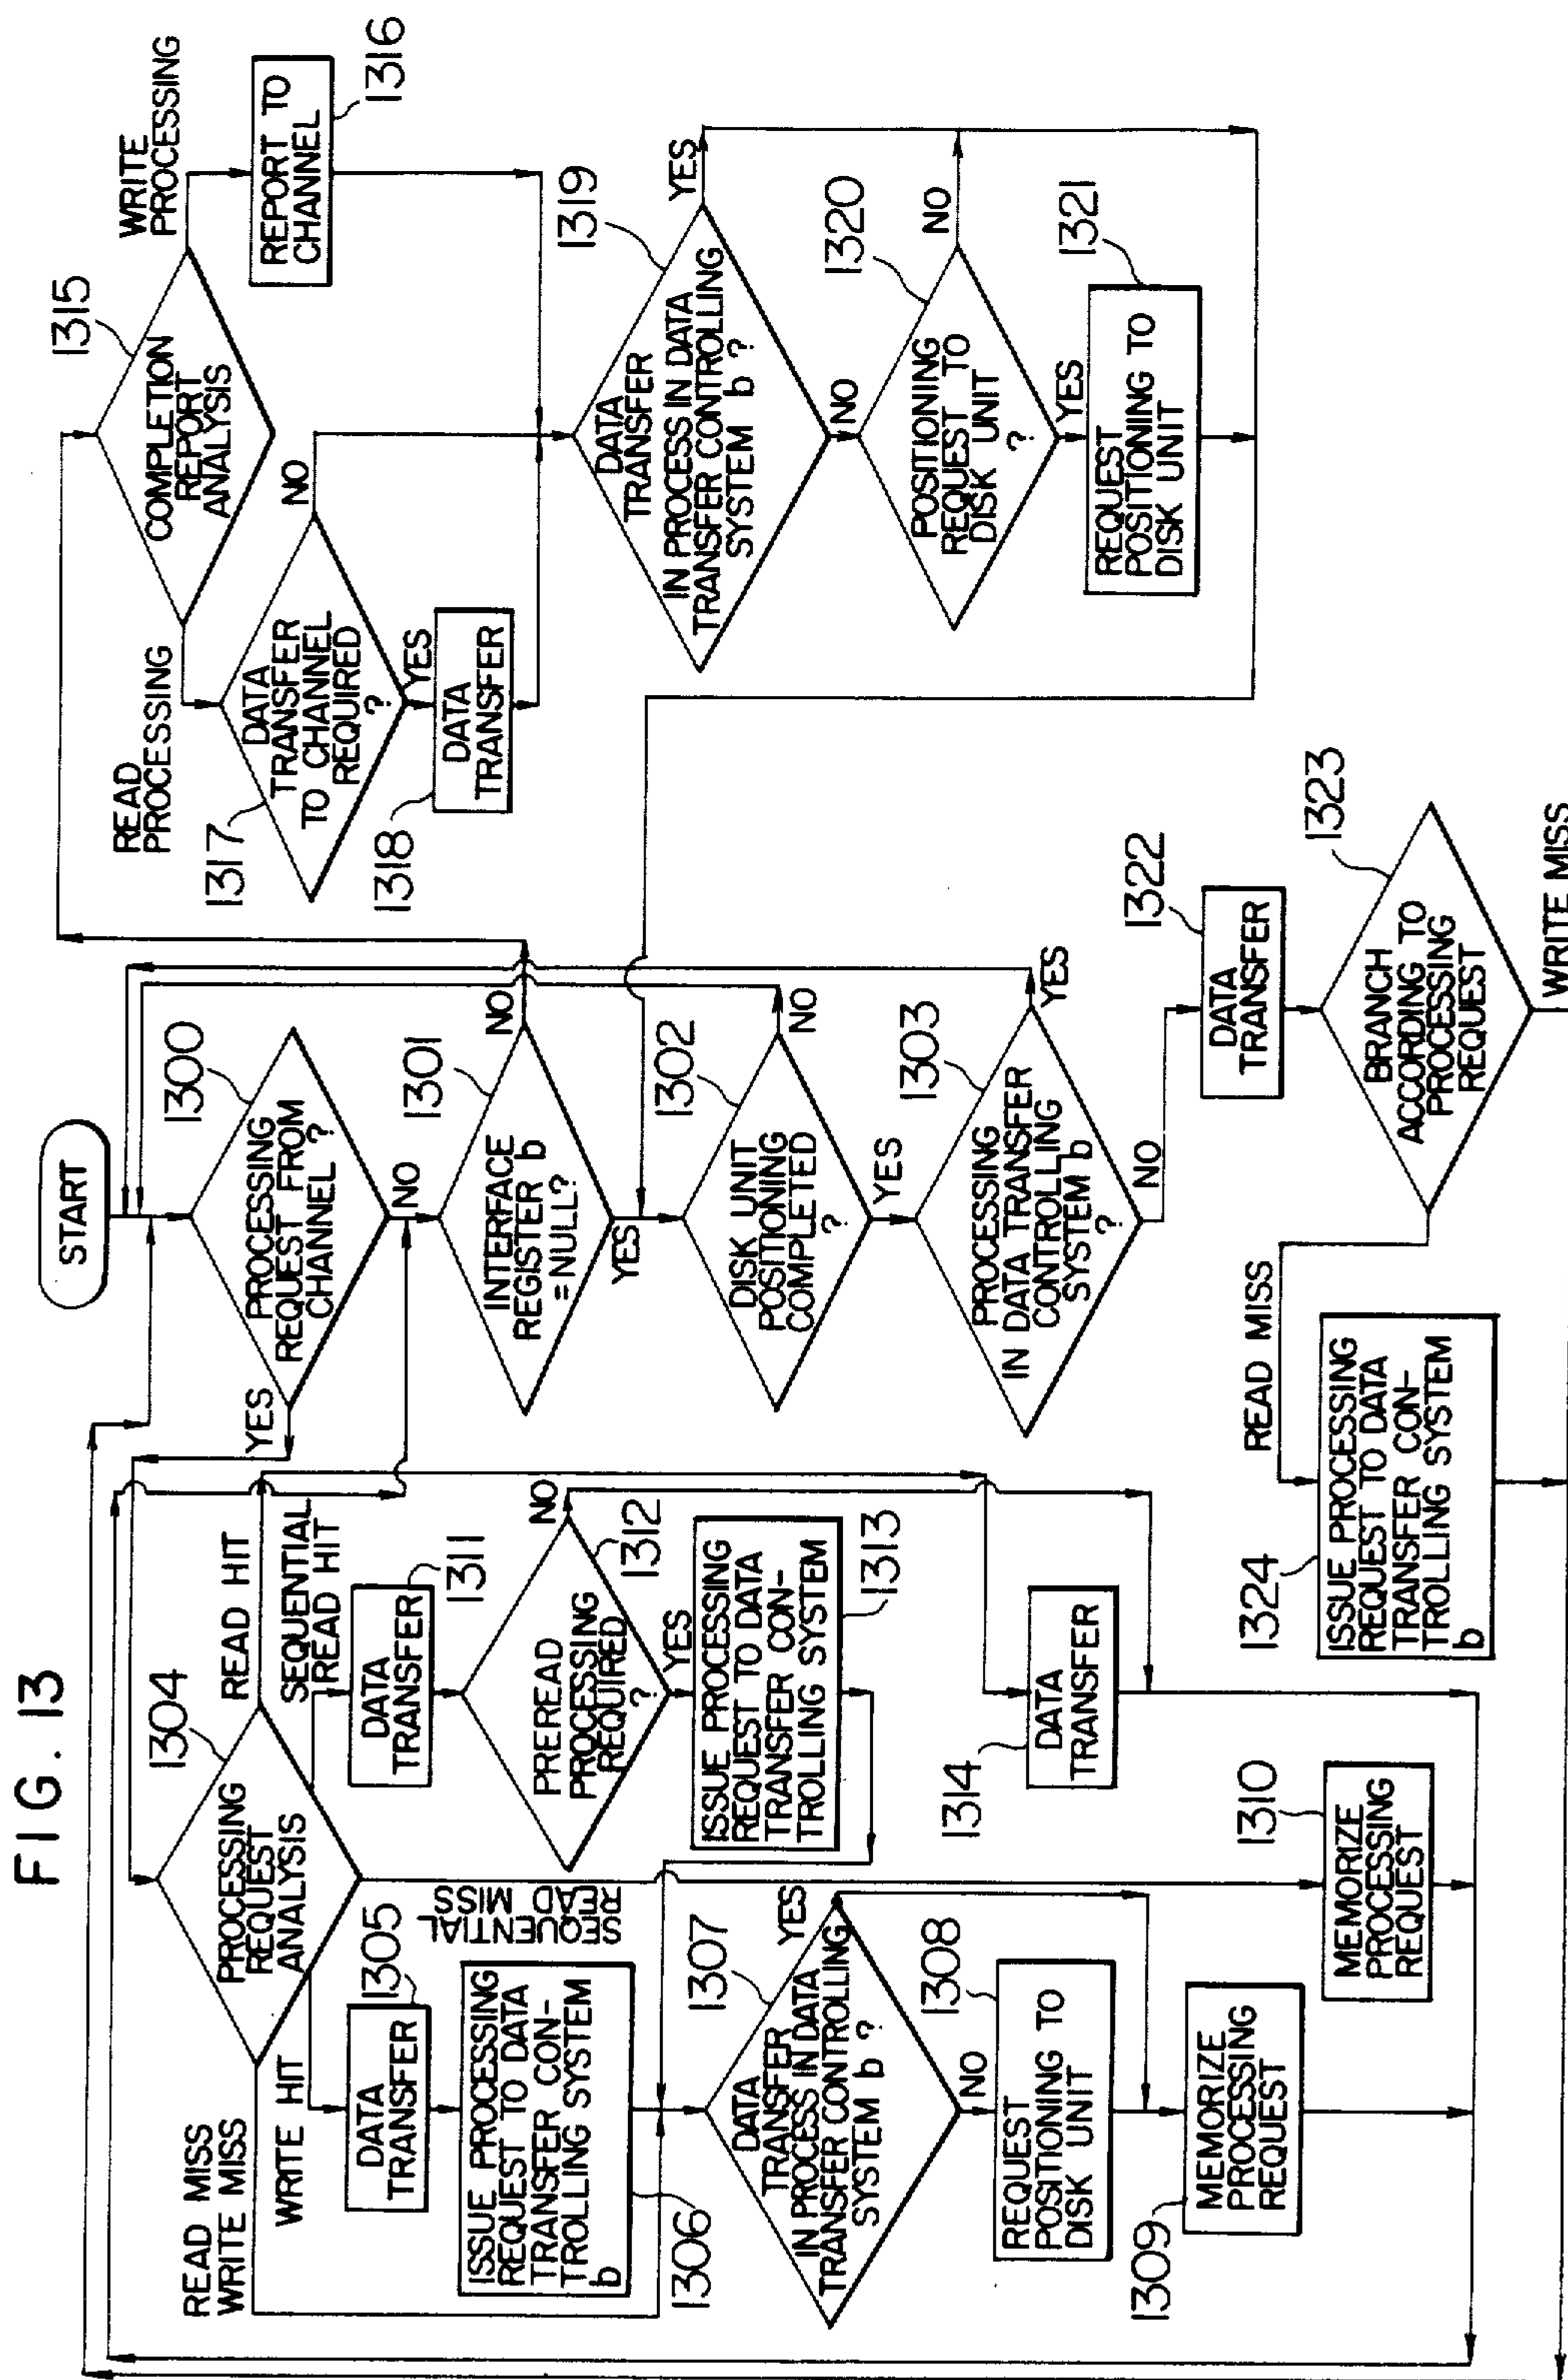 FIG. 13
START
PROCESSING
REQUEST FROM
CHANNEL ?
1300
YES
NO
INTERFACE
REGISTER b
= NULL?
1301
NO
YES
DISK UNIT
POSITIONING
COMPLETED
?
1302
NO
YES
PROCESSING
IN DATA TRANSFER
CONTROLLING
SYSTEM b
?
1303
YES
NO
DATA
TRANSFER
1322
BRANCH
ACCORDING TO
PROCESSING
REQUEST
1323
READ MISS
WRITE MISS
ISSUE PROCESSING
REQUEST TO DATA
TRANSFER CON-
TROLLING SYSTEM
b
1324
PROCESSING
REQUEST
ANALYSIS
1304
READ MISS
WRITE MISS
WRITE HIT
SEQUENTIAL
READ MISS
SEQUENTIAL
READ HIT
READ HIT
DATA
TRANSFER
1305
ISSUE PROCESSING
REQUEST TO DATA
TRANSFER CON-
TROLLING SYSTEM
b
1306
DATA
TRANSFER
IN PROCESS IN DATA
TRANSFER CONTROLLING
SYSTEM b ?
1307
YES
NO
REQUEST
POSITIONING TO
DISK UNIT
1308
MEMORIZE
PROCESSING
REQUEST
1309
MEMORIZE
PROCESSING
REQUEST
1310
DATA
TRANSFER
1311
PREREAD
PROCESSING
REQUIRED
?
1312
NO
YES
ISSUE PROCESSING
REQUEST TO DATA
TRANSFER CON-
TROLLING SYSTEM
1313
DATA
TRANSFER
1314
COMPLETION
REPORT
ANALYSIS
1315
READ
PROCESSING
WRITE
PROCESSING
REPORT TO
CHANNEL
1316
DATA
TRANSFER
TO CHANNEL
REQUIRED
?
1317
NO
YES
DATA
TRANSFER
1318
DATA
TRANSFER
IN PROCESS IN DATA
TRANSFER CONTROLLING
SYSTEM b ?
1319
YES
NO
POSITIONING
REQUEST TO
DISK UNIT
?
1320
NO
YES
REQUEST
POSITIONING TO
DISK UNIT
1321